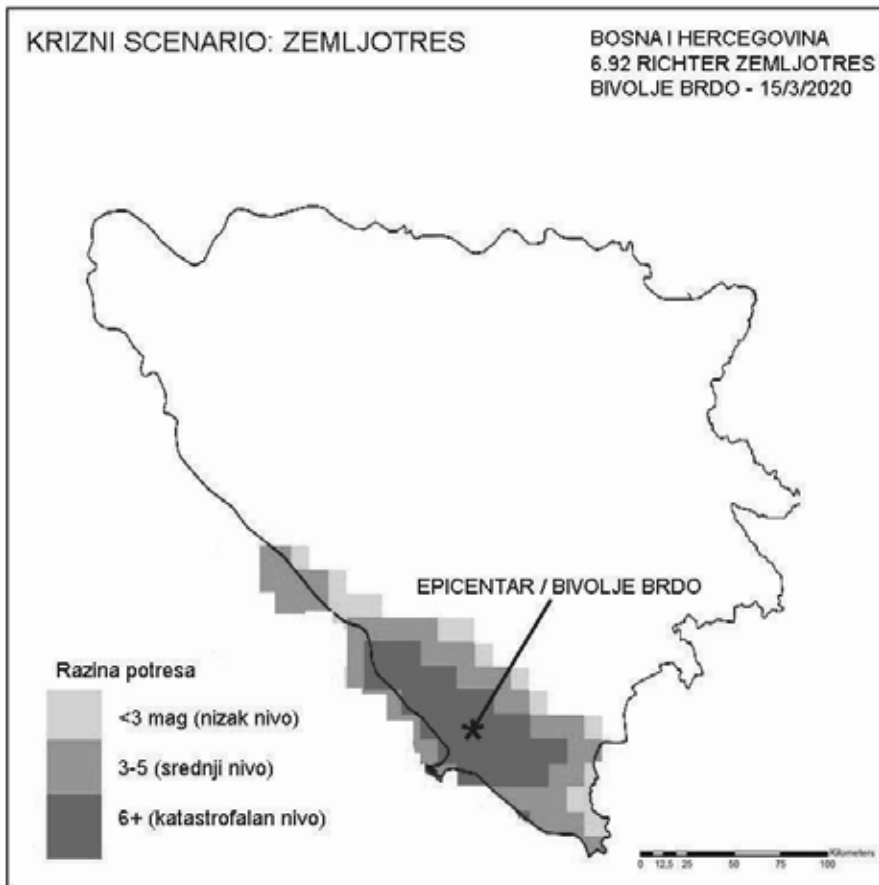 KRIZNI SCENARIO: ZEMLJOTRES
BOSNA I HERCEGOVINA
6.92 RICHTER ZEMLJOTRES
BIVOLJE BRDO - 15/3/2020
EPICENTAR / BIVOLJE BRDO
Razina potresa
<3 mag (nizak nivo)
3-5 (srednji nivo)
6+ (katastrofalan nivo)
Kilometers
0 12,5 25 50 75 100